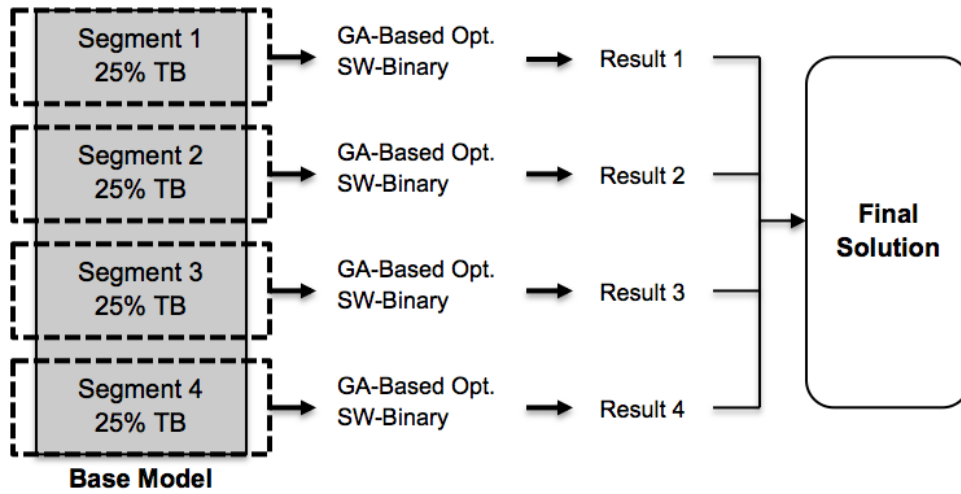 Segment 1
25% TB
GA-Based Opt.
SW-Binary
Result 1
Segment 2
25% TB
GA-Based Opt.
SW-Binary
Result 2
Segment 3
25% TB
GA-Based Opt.
SW-Binary
Result 3
Segment 4
25% TB
GA-Based Opt.
SW-Binary
Result 4
Final
Solution
Base Model